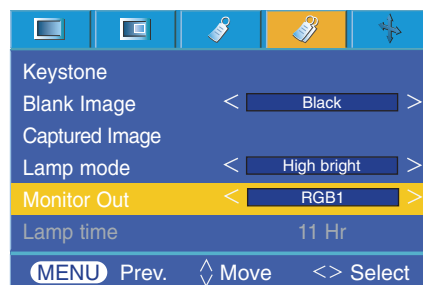 Keystone
Blank Image < Black >
Captured Image
Lamp mode < High bright >
Monitor Out < RGB1 >
Lamp time 11 Hr
MENU Prev. Move <> Select